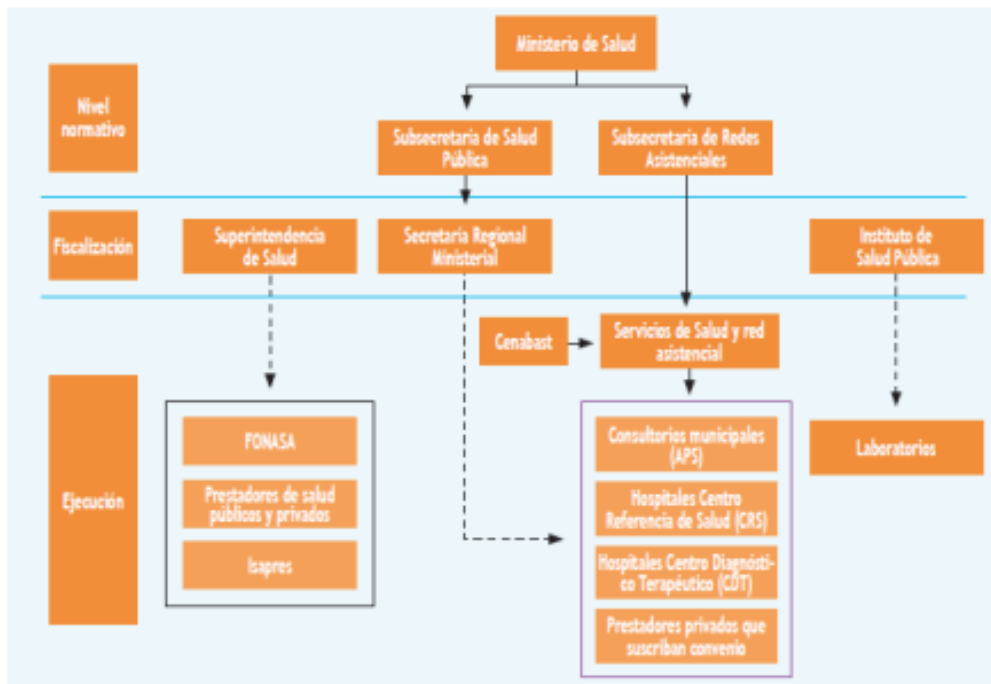 Ministerio de Salud
Nivel
normativo
Subsecretaría de Salud
Pública
Subsecretaría de Redes
Asistenciales
Fiscalización
Superintendencia
de Salud
Secretaría Regional
Ministerial
Instituto de
Salud Pública
Cenabast
Servicios de Salud y red
asistencial
Ejecución
FONASA
Prestadores de salud
públicos y privados
Isapres
Consultorios municipales
(APS)
Hospitales Centro
Referencia de Salud (CRS)
Hospitales Centro Diagnósti-
co Terapéutico (CDT)
Prestadores privados que
suscriban convenio
Laboratorios